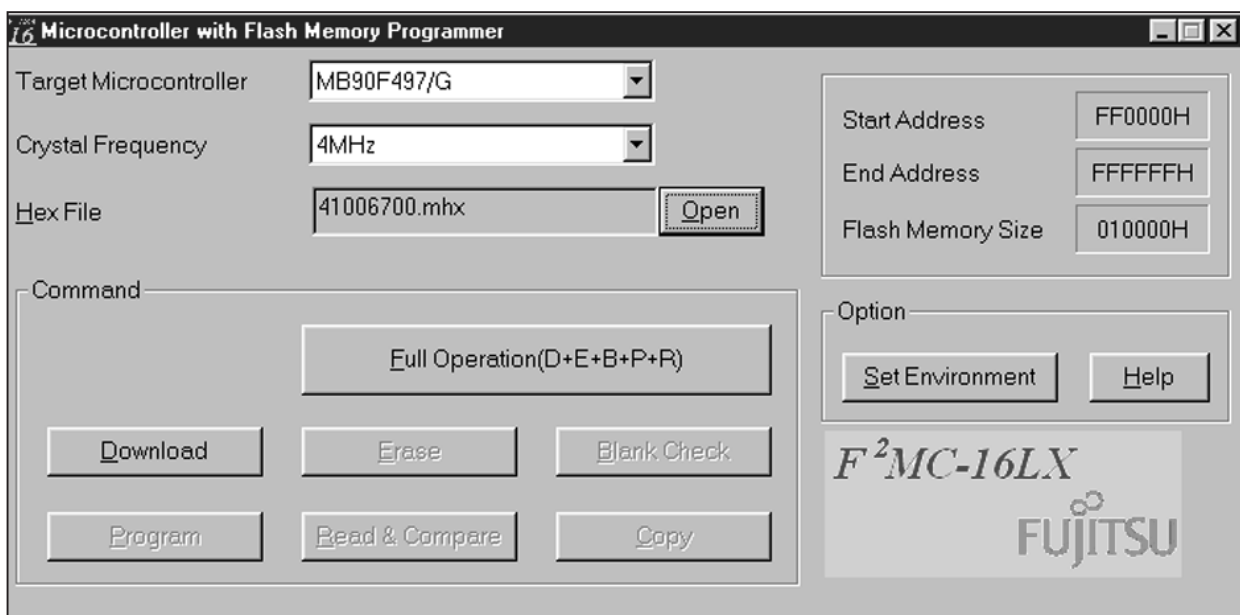 16 Microcontroller with Flash Memory Programmer
Target Microcontroller MB90F497/G
Crystal Frequency 4MHz
Hex File 41006700.mhx Open
Start Address FF0000H
End Address FFFFFFH
Flash Memory Size 010000H
Command
Full Operation(D+E+B+P+R)
Download Erase Blank Check
Program Read & Compare Copy
Option
Set Environment Help
F²MC-16LX
FUJITSU